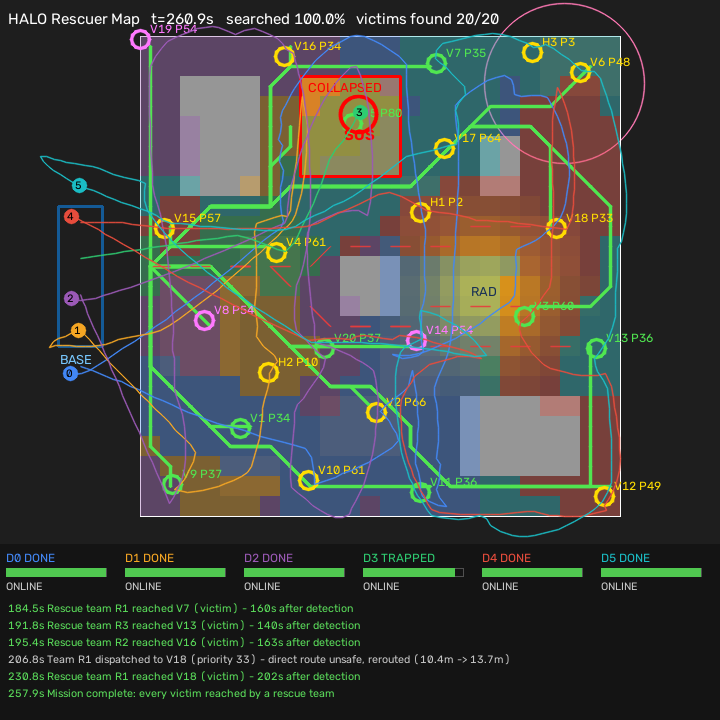 HALO Rescuer Map t=260.9s searched 100.0% victims found 20/20
V19 P54
V16 P34
H3 P3
V7 P35
V6 P48
COLLAPSED
3
P80
SOS
V17 P64
5
4
H1 P2
V15 P57
V18 P33
V4 P61
RAD
2
V8 P54
V3 P60
1
V14 P34
V20 P37
V13 P36
BASE
0
H2 P10
V2 P66
V1 P34
V9 P37
V10 P61
V11 P36
V12 P49
D0 DONE D1 DONE D2 DONE D3 TRAPPED D4 DONE D5 DONE
ONLINE ONLINE ONLINE ONLINE ONLINE ONLINE
184.5s Rescue team R1 reached V7 (victim) - 160s after detection
191.8s Rescue team R3 reached V13 (victim) - 140s after detection
195.4s Rescue team R2 reached V16 (victim) - 163s after detection
206.8s Team R1 dispatched to V18 (priority 33) - direct route unsafe, rerouted (10.4m -> 13.7m)
230.8s Rescue team R1 reached V18 (victim) - 202s after detection
257.9s Mission complete: every victim reached by a rescue team